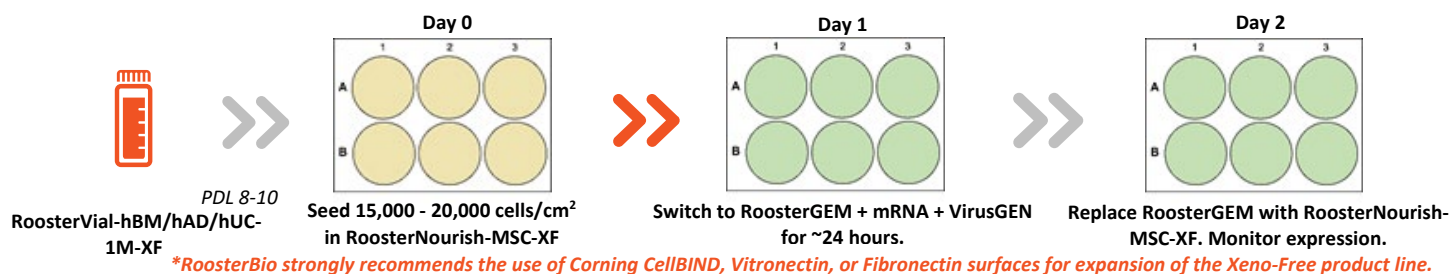 Day 0
Day 1
Day 2
1 2 3
A
B
1 2 3
A
B
1 2 3
A
B
PDL 8-10
RoosterVial-hBM/hAD/hUC-
1M-XF
Seed 15,000 - 20,000 cells/cm²
in RoosterNourish-MSC-XF
Switch to RoosterGEM + mRNA + VirusGEN
for ~24 hours.
Replace RoosterGEM with RoosterNourish-
MSC-XF. Monitor expression.
*RoosterBio strongly recommends the use of Corning CellBIND, Vitronectin, or Fibronectin surfaces for expansion of the Xeno-Free product line.